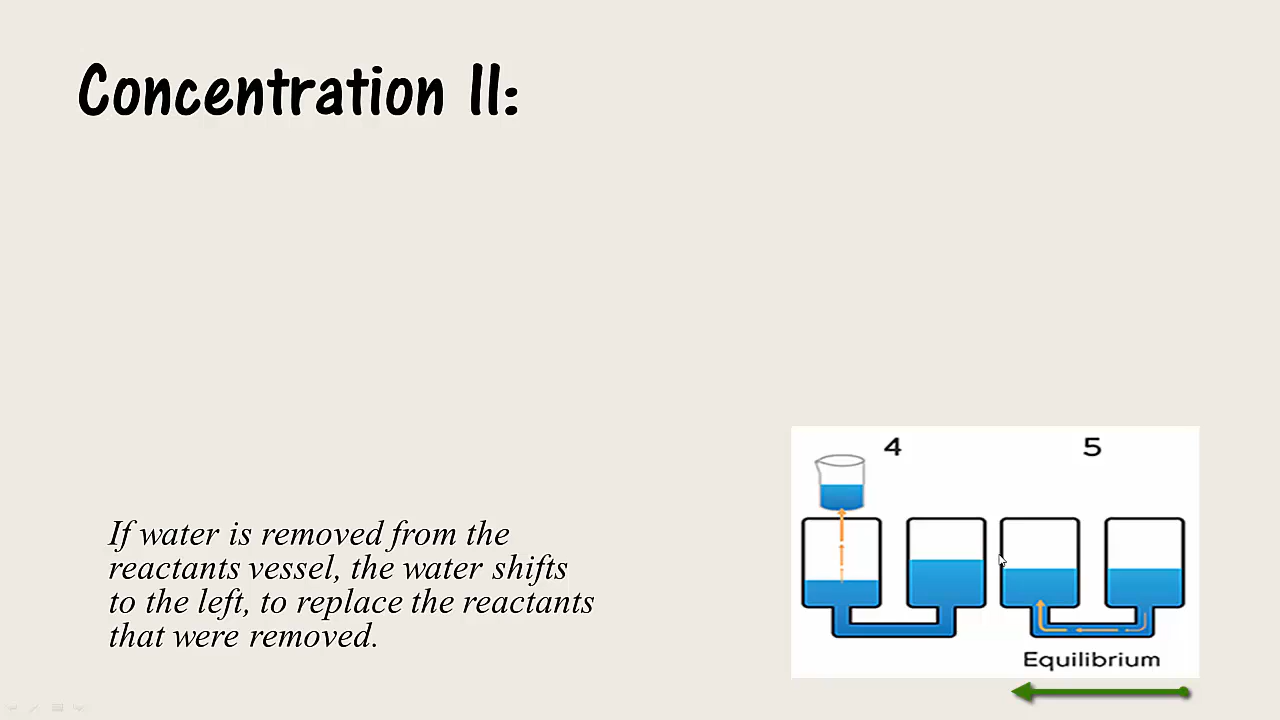 Concentration II:
4 5
If water is removed from the
reactants vessel, the water shifts
to the left, to replace the reactants
that were removed.
Equilibrium